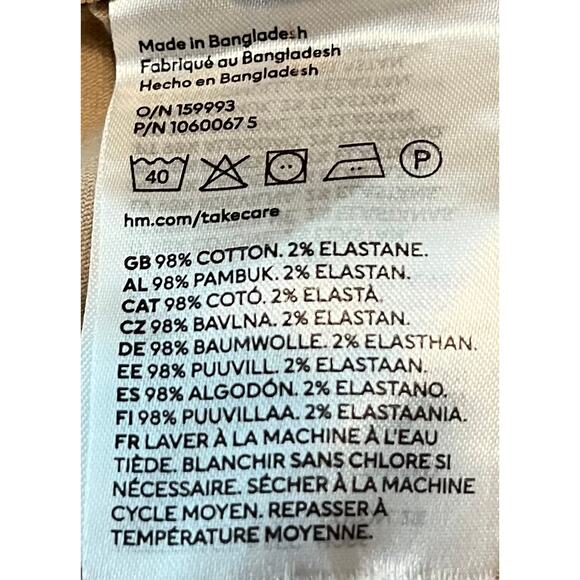 Made in Bangladesh
Fabriqué au Bangladesh
Hecho en Bangladesh
O/N 159993
P/N 1060067 5
40
P
hm.com/takecare
GB 98% COTTON. 2% ELASTANE.
AL 98% PAMBUK. 2% ELASTAN.
CAT 98% COTÓ. 2% ELASTÀ.
CZ 98% BAVLNA. 2% ELASTAN.
DE 98% BAUMWOLLE. 2% ELASTHAN.
EE 98% PUUVILL. 2% ELASTAAN.
ES 98% ALGODÓN. 2% ELASTANO.
FI 98% PUUVILLAA. 2% ELASTAANIA.
FR LAVER À LA MACHINE À L'EAU
TIÈDE. BLANCHIR SANS CHLORE SI
NÉCESSAIRE. SÉCHER À LA MACHINE
CYCLE MOYEN. REPASSER À
TEMPÉRATURE MOYENNE.